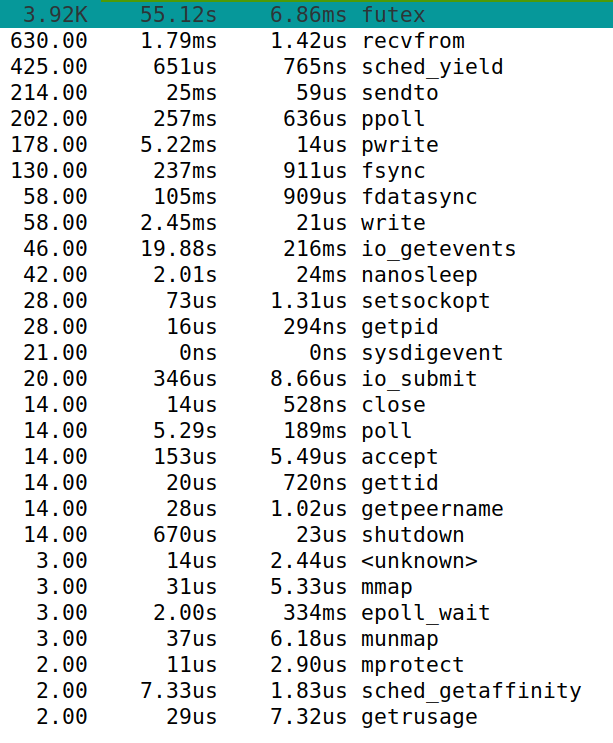 3.92K 55.12s 6.86ms futex
630.00 1.79ms 1.42us recvfrom
425.00 651us 765ns sched_yield
214.00 25ms 59us sendto
202.00 257ms 636us ppoll
178.00 5.22ms 14us pwrite
130.00 237ms 911us fsync
58.00 105ms 909us fdatasync
58.00 2.45ms 21us write
46.00 19.88s 216ms io_getevents
42.00 2.01s 24ms nanosleep
28.00 73us 1.31us setsockopt
28.00 16us 294ns getpid
21.00 0ns 0ns sysdigevent
20.00 346us 8.66us io_submit
14.00 14us 528ns close
14.00 5.29s 189ms poll
14.00 153us 5.49us accept
14.00 20us 720ns gettid
14.00 28us 1.02us getpeername
14.00 670us 23us shutdown
3.00 14us 2.44us <unknown>
3.00 31us 5.33us mmap
3.00 2.00s 334ms epoll_wait
3.00 37us 6.18us munmap
2.00 11us 2.90us mprotect
2.00 7.33us 1.83us sched_getaffinity
2.00 29us 7.32us getrusage